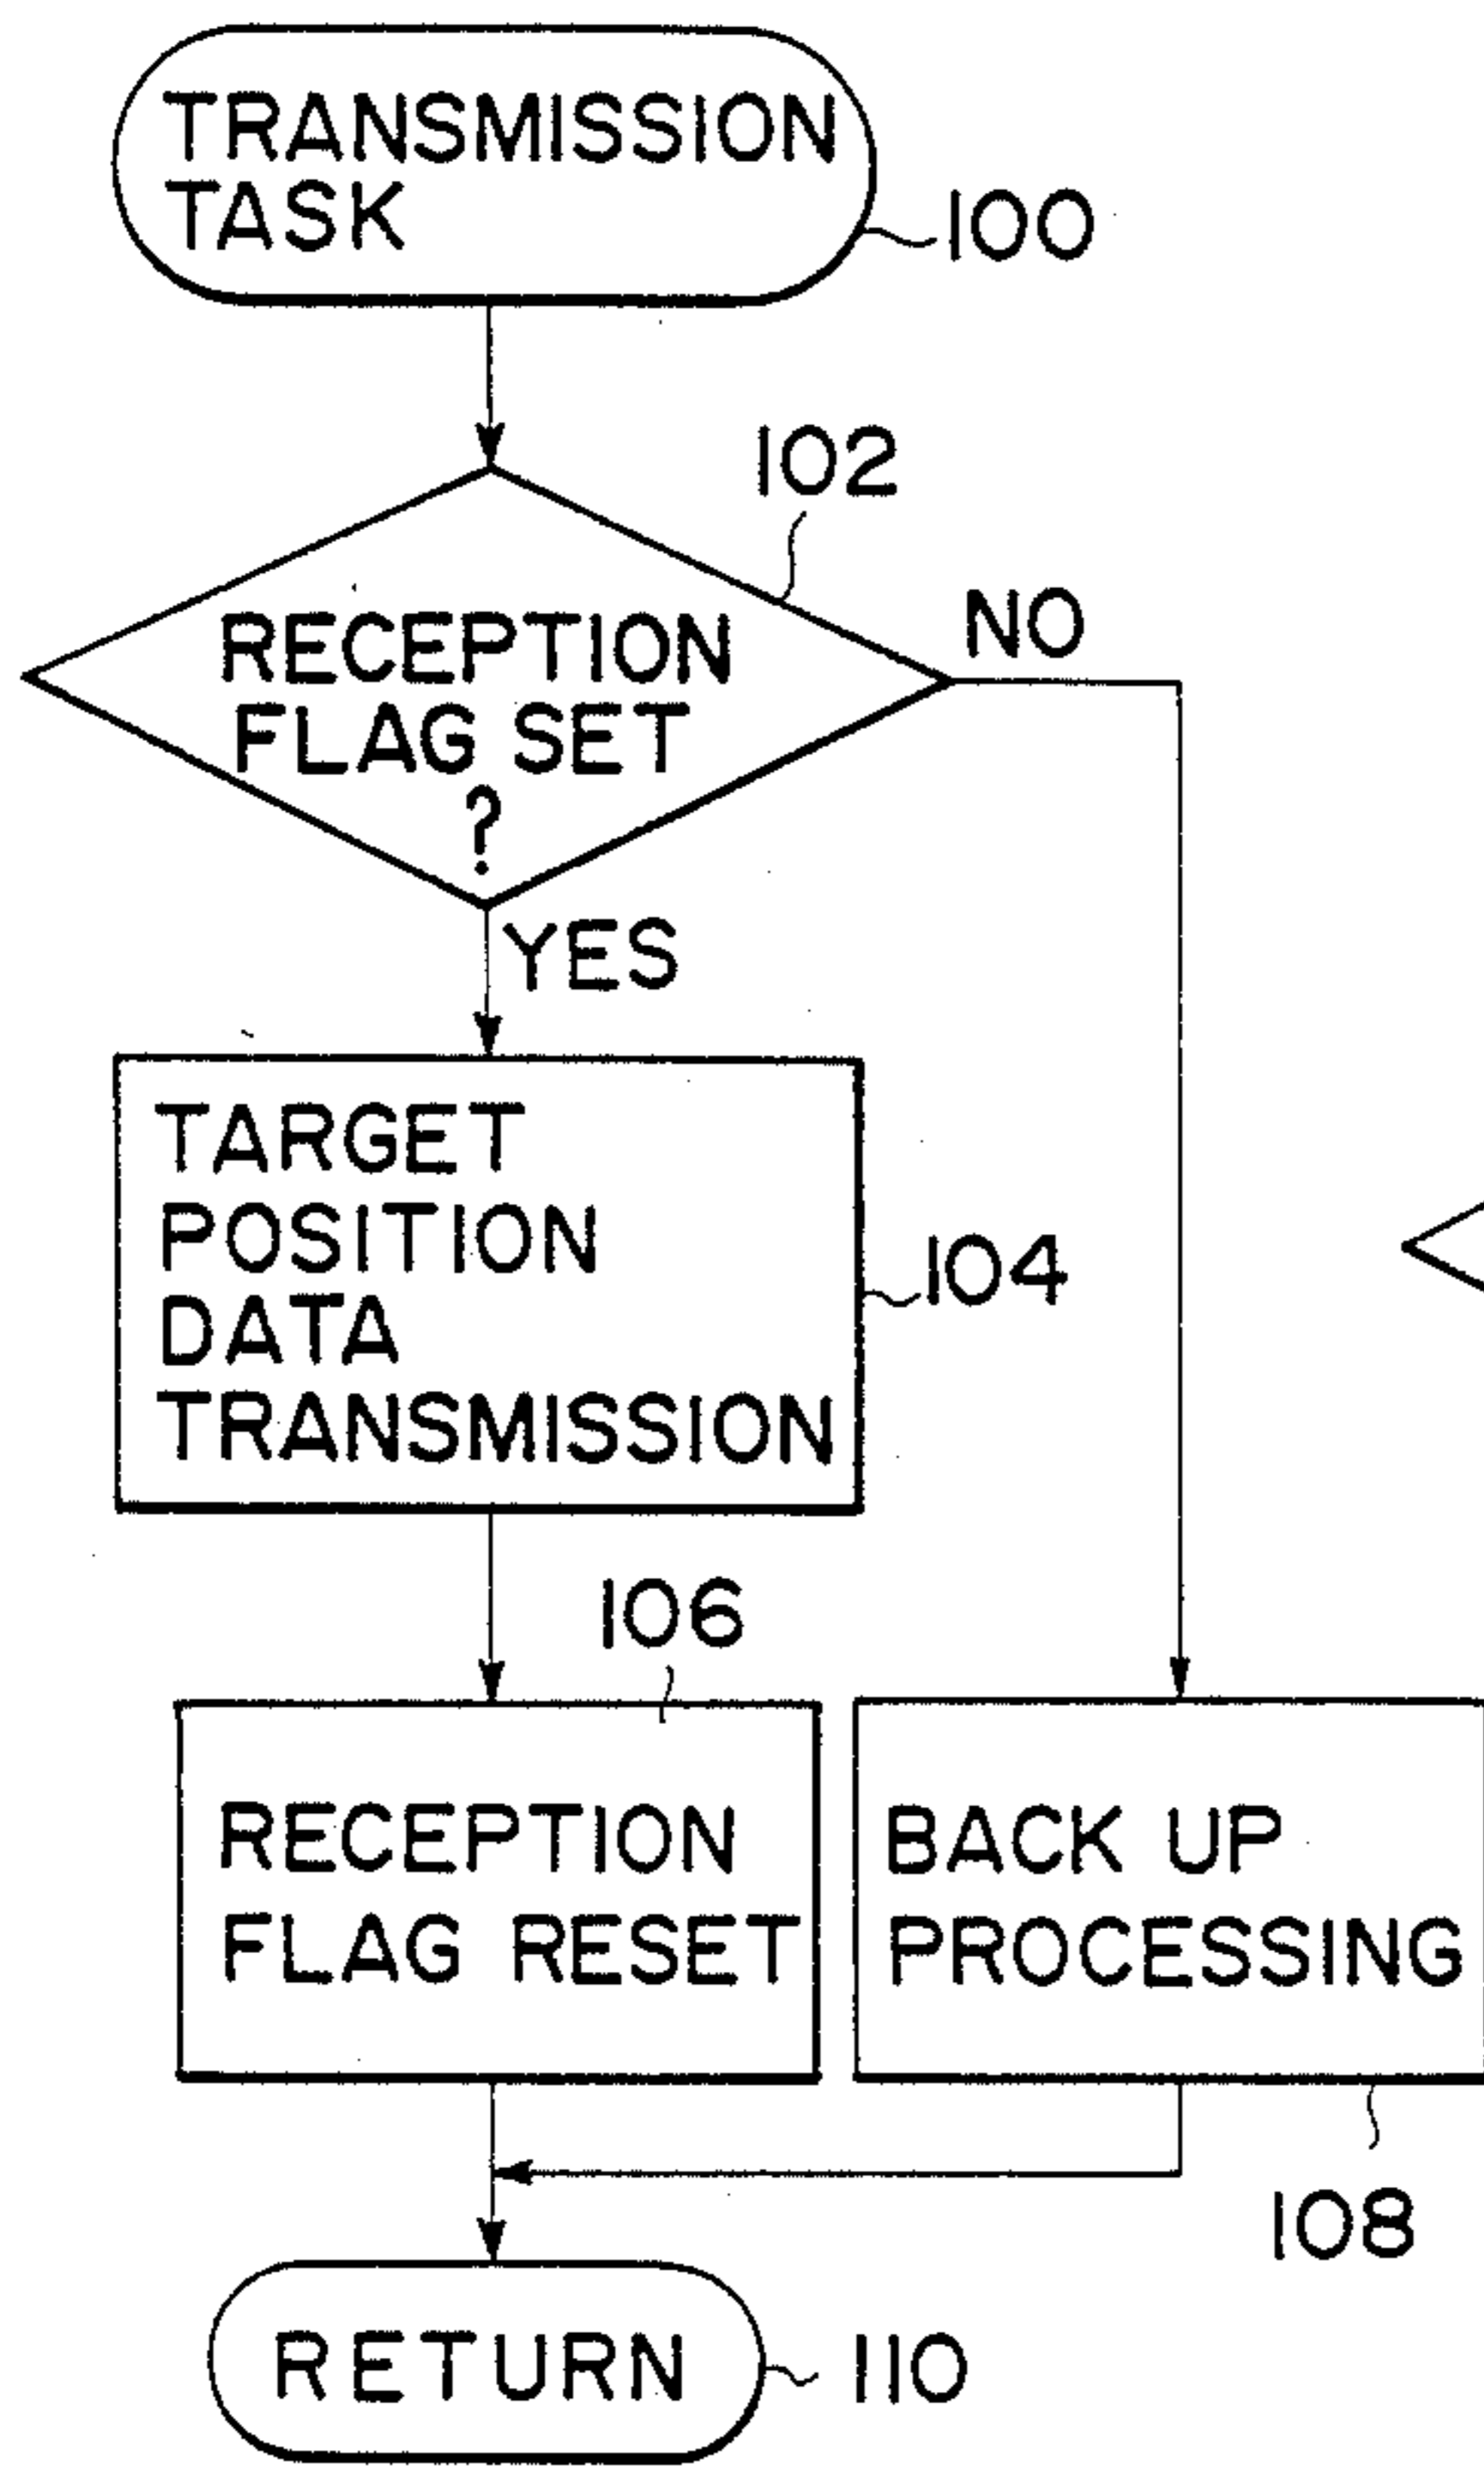 TRANSMISSION
TASK
100
102
RECEPTION
FLAG SET
?
NO
YES
TARGET
POSITION
DATA
TRANSMISSION
104
106
RECEPTION
FLAG RESET
BACK UP
PROCESSING
108
RETURN
110